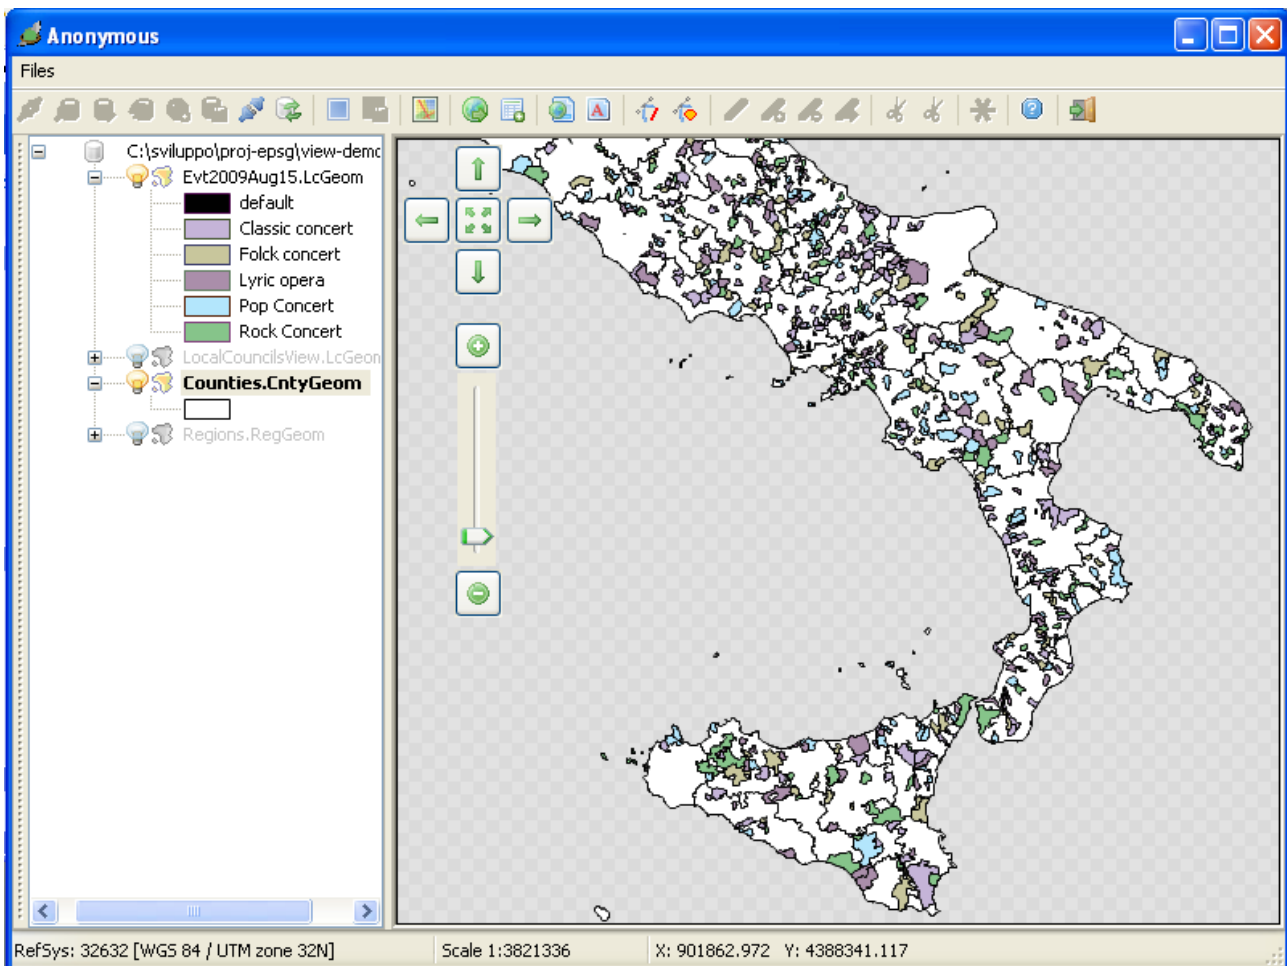 Anonymous
Files
C:\sviluppo\proj-epsg\view-demo
Evt2009Aug15.LcGeom
default
Classic concert
Folck concert
Lyric opera
Pop Concert
Rock Concert
LocalCouncilsView.LcGeom
Counties.CntyGeom
Regions.RegGeom
RefSys: 32632 [WGS 84 / UTM zone 32N] Scale 1:3821336 X: 901862.972 Y: 4388341.117